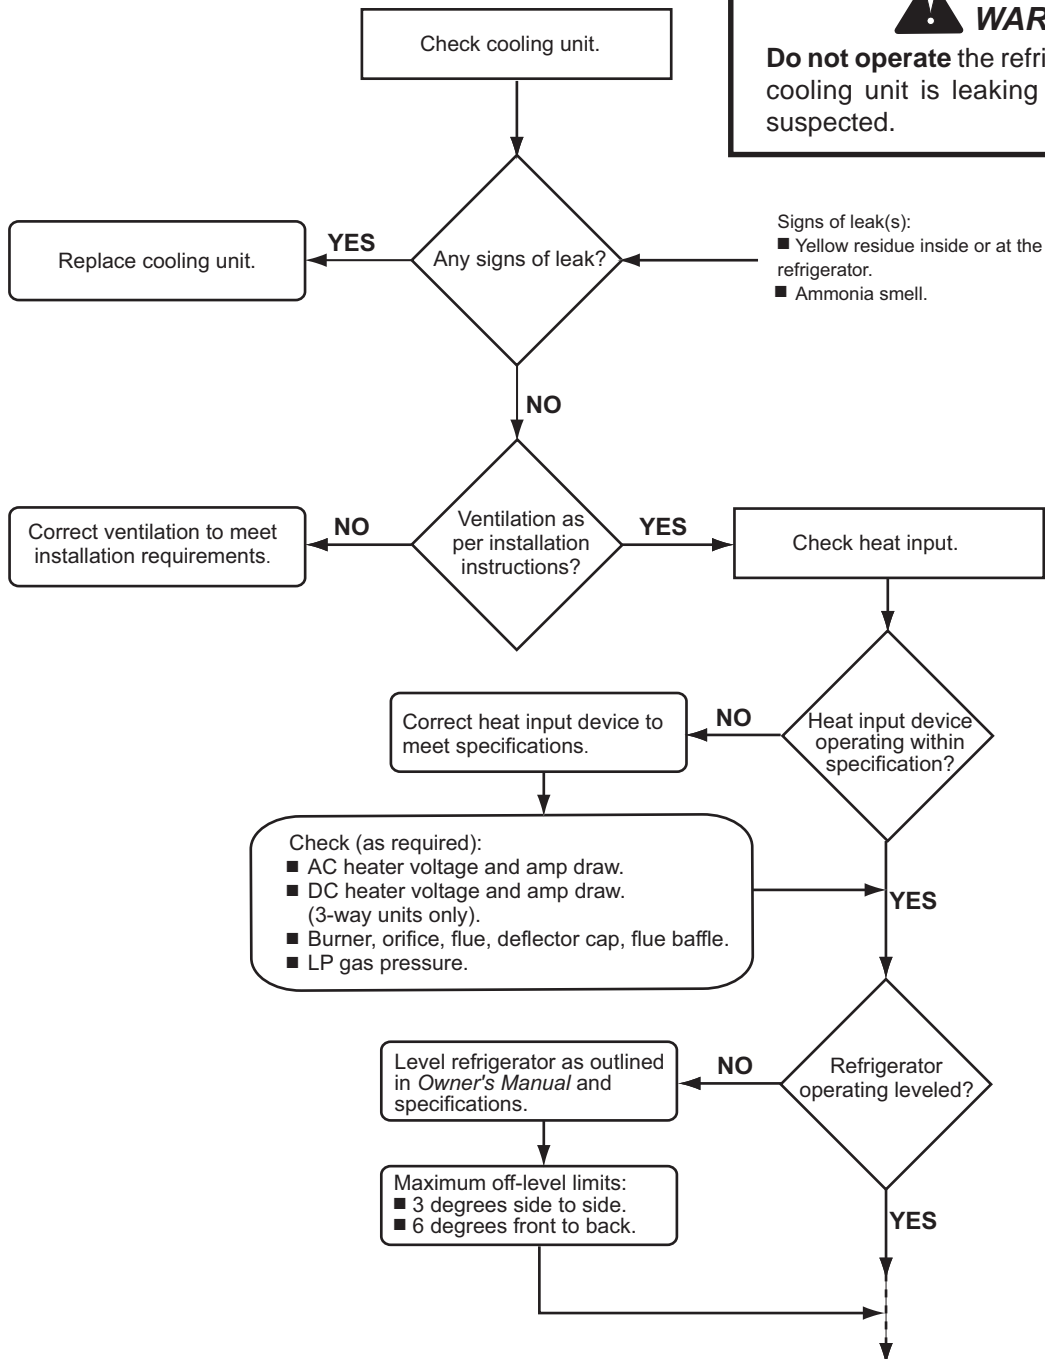 Check cooling unit.
WAR
Do not operate the refri
cooling unit is leaking
suspected.
Signs of leak(s):
■ Yellow residue inside or at the
refrigerator.
■ Ammonia smell.
Any signs of leak?
YES
Replace cooling unit.
NO
Ventilation as
per installation
instructions?
NO
Correct ventilation to meet
installation requirements.
YES
Check heat input.
Heat input device
operating within
specification?
NO
Correct heat input device to
meet specifications.
Check (as required):
■ AC heater voltage and amp draw.
■ DC heater voltage and amp draw.
(3-way units only).
■ Burner, orifice, flue, deflector cap, flue baffle.
■ LP gas pressure.
YES
Refrigerator
operating leveled?
NO
Level refrigerator as outlined
in Owner's Manual and
specifications.
Maximum off-level limits:
■ 3 degrees side to side.
■ 6 degrees front to back.
YES